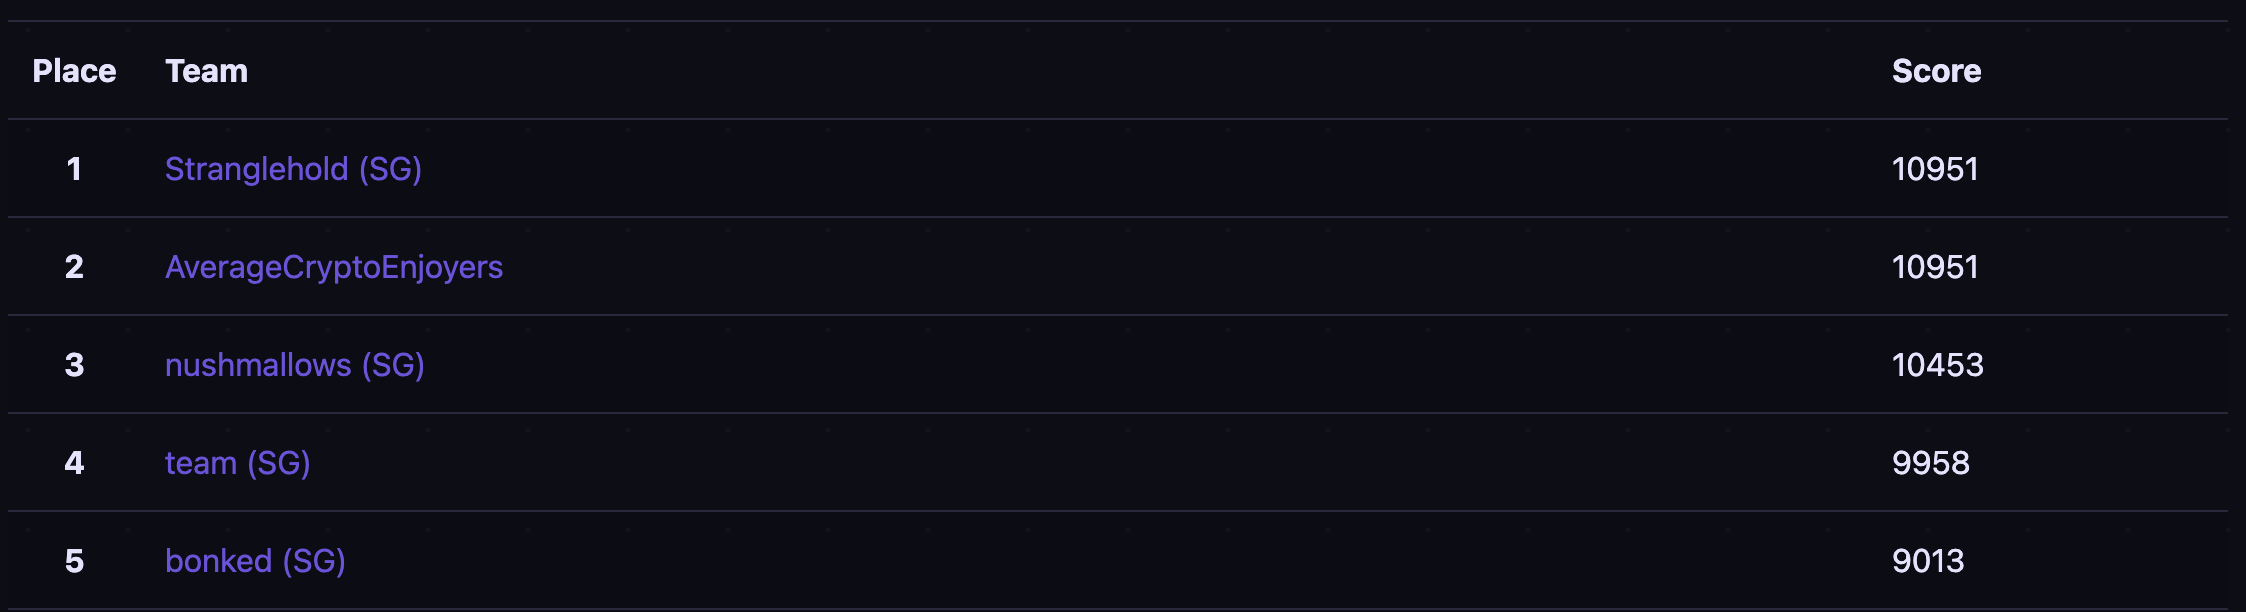 Place Team Score
1 Stranglehold (SG) 10951
2 AverageCryptoEnjoyers 10951
3 nushmallows (SG) 10453
4 team (SG) 9958
5 bonked (SG) 9013